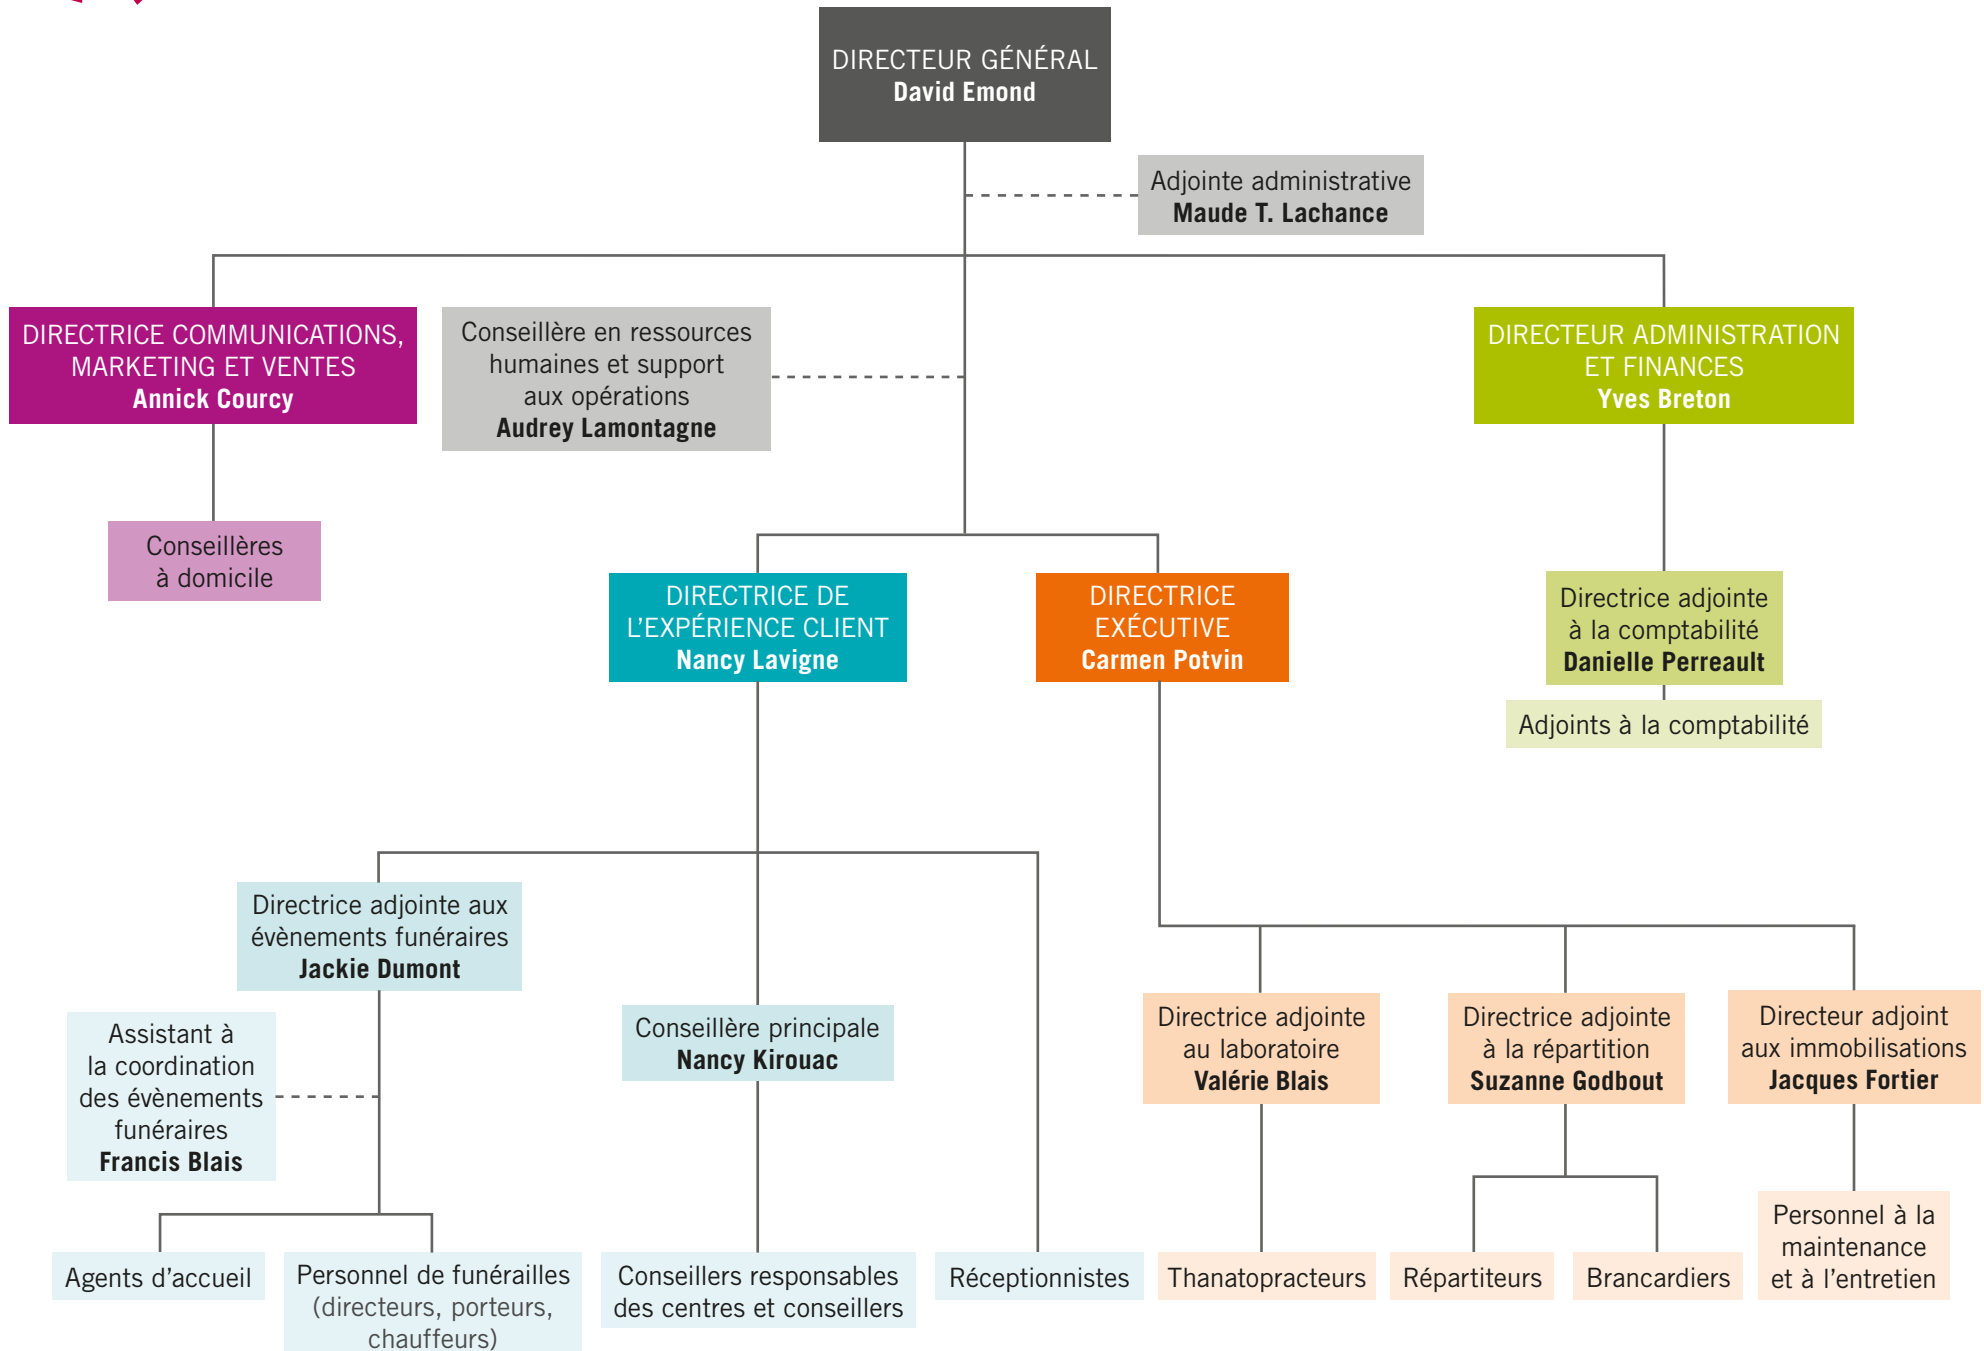 DIRECTEUR GÉNÉRAL
David Emond
Adjointe administrative
Maude T. Lachance
DIRECTRICE COMMUNICATIONS,
MARKETING ET VENTES
Annick Courcy
Conseillère en ressources
humaines et support
aux opérations
Audrey Lamontagne
DIRECTEUR ADMINISTRATION
ET FINANCES
Yves Breton
Conseillères
à domicile
DIRECTRICE DE
L'EXPÉRIENCE CLIENT
Nancy Lavigne
DIRECTRICE
EXÉCUTIVE
Carmen Potvin
Directrice adjointe
à la comptabilité
Danielle Perreault
Adjoints à la comptabilité
Directrice adjointe aux
évènements funéraires
Jackie Dumont
Assistant à
la coordination
des évènements
funéraires
Francis Blais
Conseillère principale
Nancy Kirouac
Directrice adjointe
au laboratoire
Valérie Blais
Directrice adjointe
à la répartition
Suzanne Godbout
Directeur adjoint
aux immobilisations
Jacques Fortier
Agents d'accueil
Personnel de funérailles
(directeurs, porteurs,
chauffeurs)
Conseillers responsables
des centres et conseillers
Réceptionnistes
Thanatopracteurs
Répartiteurs
Brancardiers
Personnel à la
maintenance
et à l'entretien